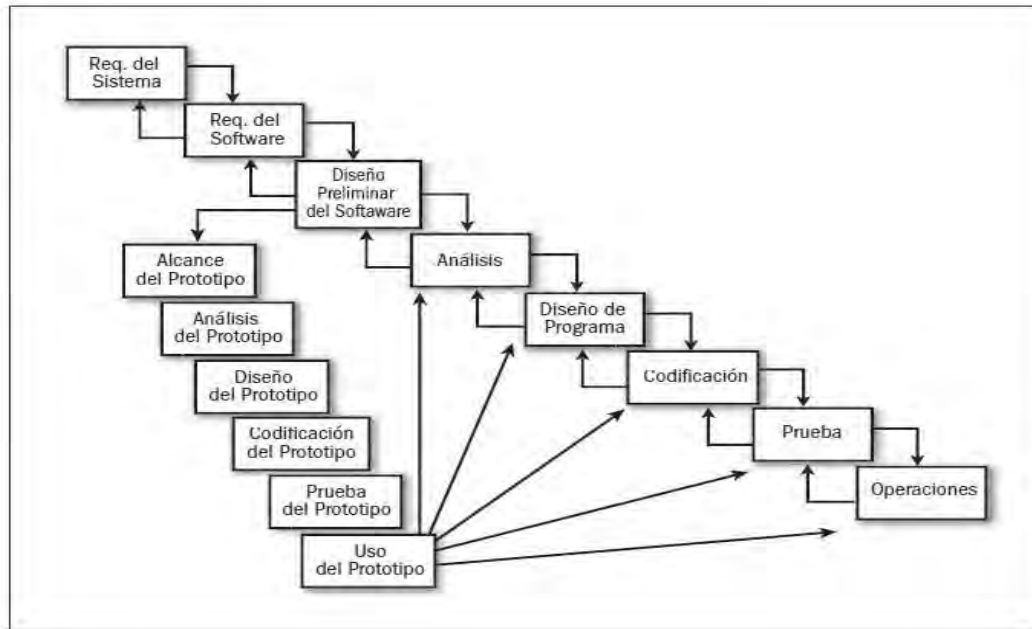 Req. del
Sistema
Req. del
Software
Diseño
Preliminar
del Softaware
Análisis
Diseño de
Programa
Codificación
Prueba
Operaciones
Alcance
del Prototipo
Análisis
del Prototipo
Diseño
del Prototipo
Codificación
del Prototipo
Prueba
del Prototipo
Uso
del Prototipo